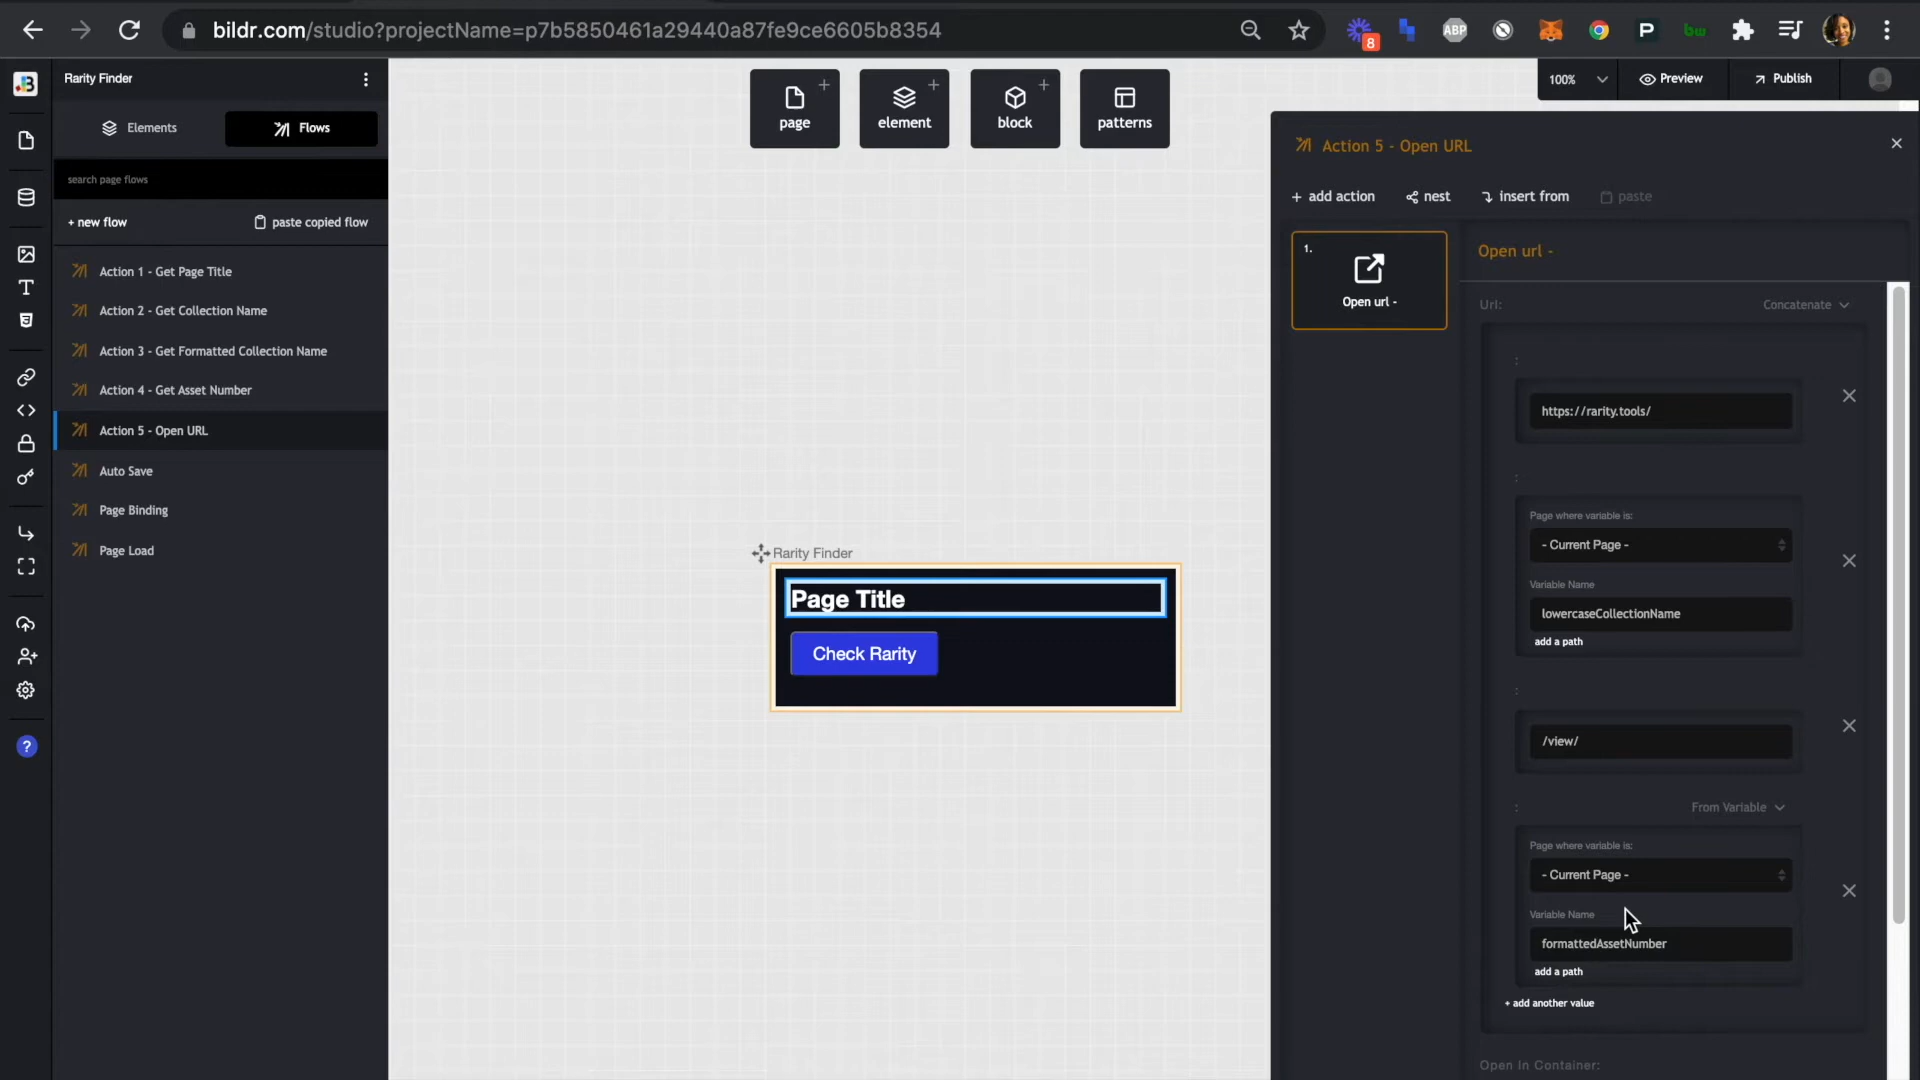 bildr.com/studio?projectName=p7b5850461a29440a87fe9ce6605b8354
8
ABP
P
bw
B
Rarity Finder
Elements
Flows
search page flows
+ new flow
paste copied flow
Action 1 - Get Page Title
Action 2 - Get Collection Name
Action 3 - Get Formatted Collection Name
Action 4 - Get Asset Number
Action 5 - Open URL
Auto Save
Page Binding
Page Load
T
?
page
element
block
patterns
100%
Preview
Publish
Rarity Finder
Page Title
Check Rarity
Action 5 - Open URL
+ add action
nest
insert from
paste
1.
Open url -
Open url -
Url:
Concatenate
:
https://rarity.tools/
:
Page where variable is:
- Current Page -
Variable Name
lowercaseCollectionName
add a path
:
/view/
:
From Variable
Page where variable is:
- Current Page -
Variable Name
formattedAssetNumber
add a path
+ add another value
Open In Container: